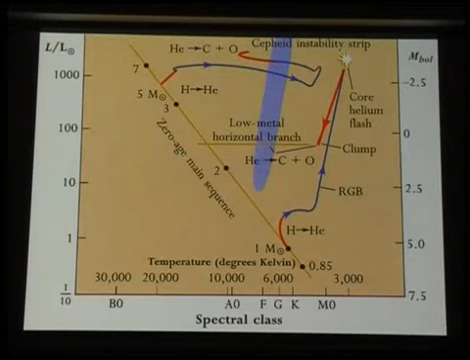 L/L⊙
He→C + O
Cepheid instability strip
Mbol
7
1000
-2.5
5 M⊙
H→He
3
Core
helium
flash
100
Low-metal
horizontal branch
0
Clump
Zero-age main sequence
He→C + O
2
10
RGB
2.5
H→He
1
1 M⊙
5.0
Temperature (degrees Kelvin)
0.85
30,000
20,000
10,000
6,000
3,000
1
10
B0
A0
F
G
K
M0
7.5
Spectral class